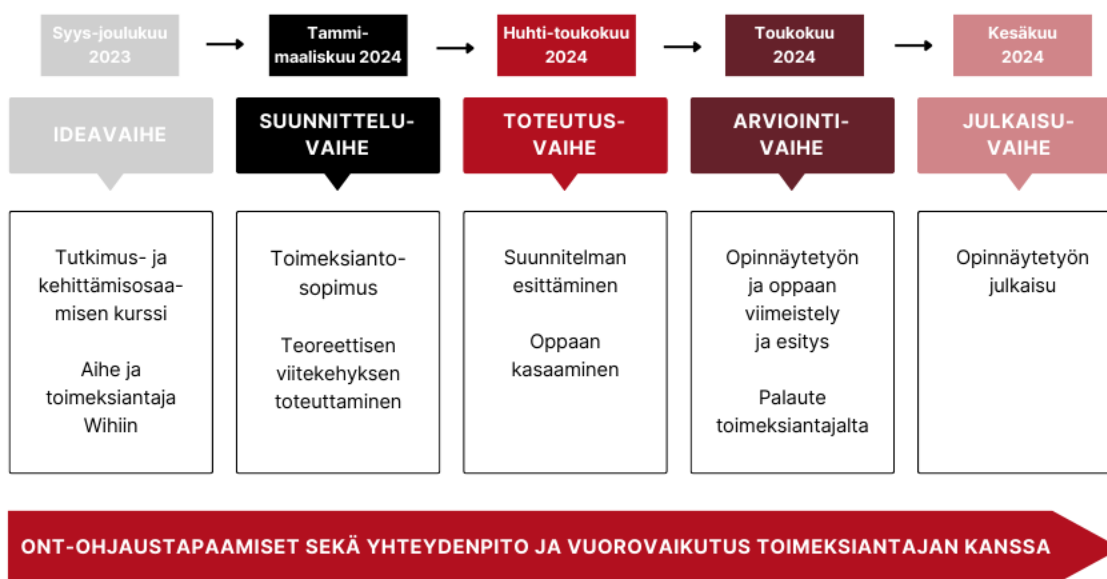 Syys-joulukuu
2023
Tammi-
maaliskuu 2024
Huhti-toukokuu
2024
Toukokuu
2024
Kesäkuu
2024
IDEAVAIHE
SUUNNITTELU-
VAIHE
TOTEUTUS-
VAIHE
ARVIOINTI-
VAIHE
JULKAISU-
VAIHE
Tutkimus- ja
kehittämisosaa-
misen kurssi
Aihe ja
toimeksiantaja
Wihiin
Toimeksianto-
sopimus
Teoreettisen
viitekehyksen
toteuttaminen
Suunnitelman
esittäminen
Oppaan
kasaaminen
Opinnäytetyön
ja oppaan
viimeistely
ja esitys
Palaute
toimeksiantajalta
Opinnäytetyön
julkaisu
ONT-OHJAUSTAPAAMISET SEKÄ YHTEYDENPITO JA VUOROVAIKUTUS TOIMEKSIANTAJAN KANSSA